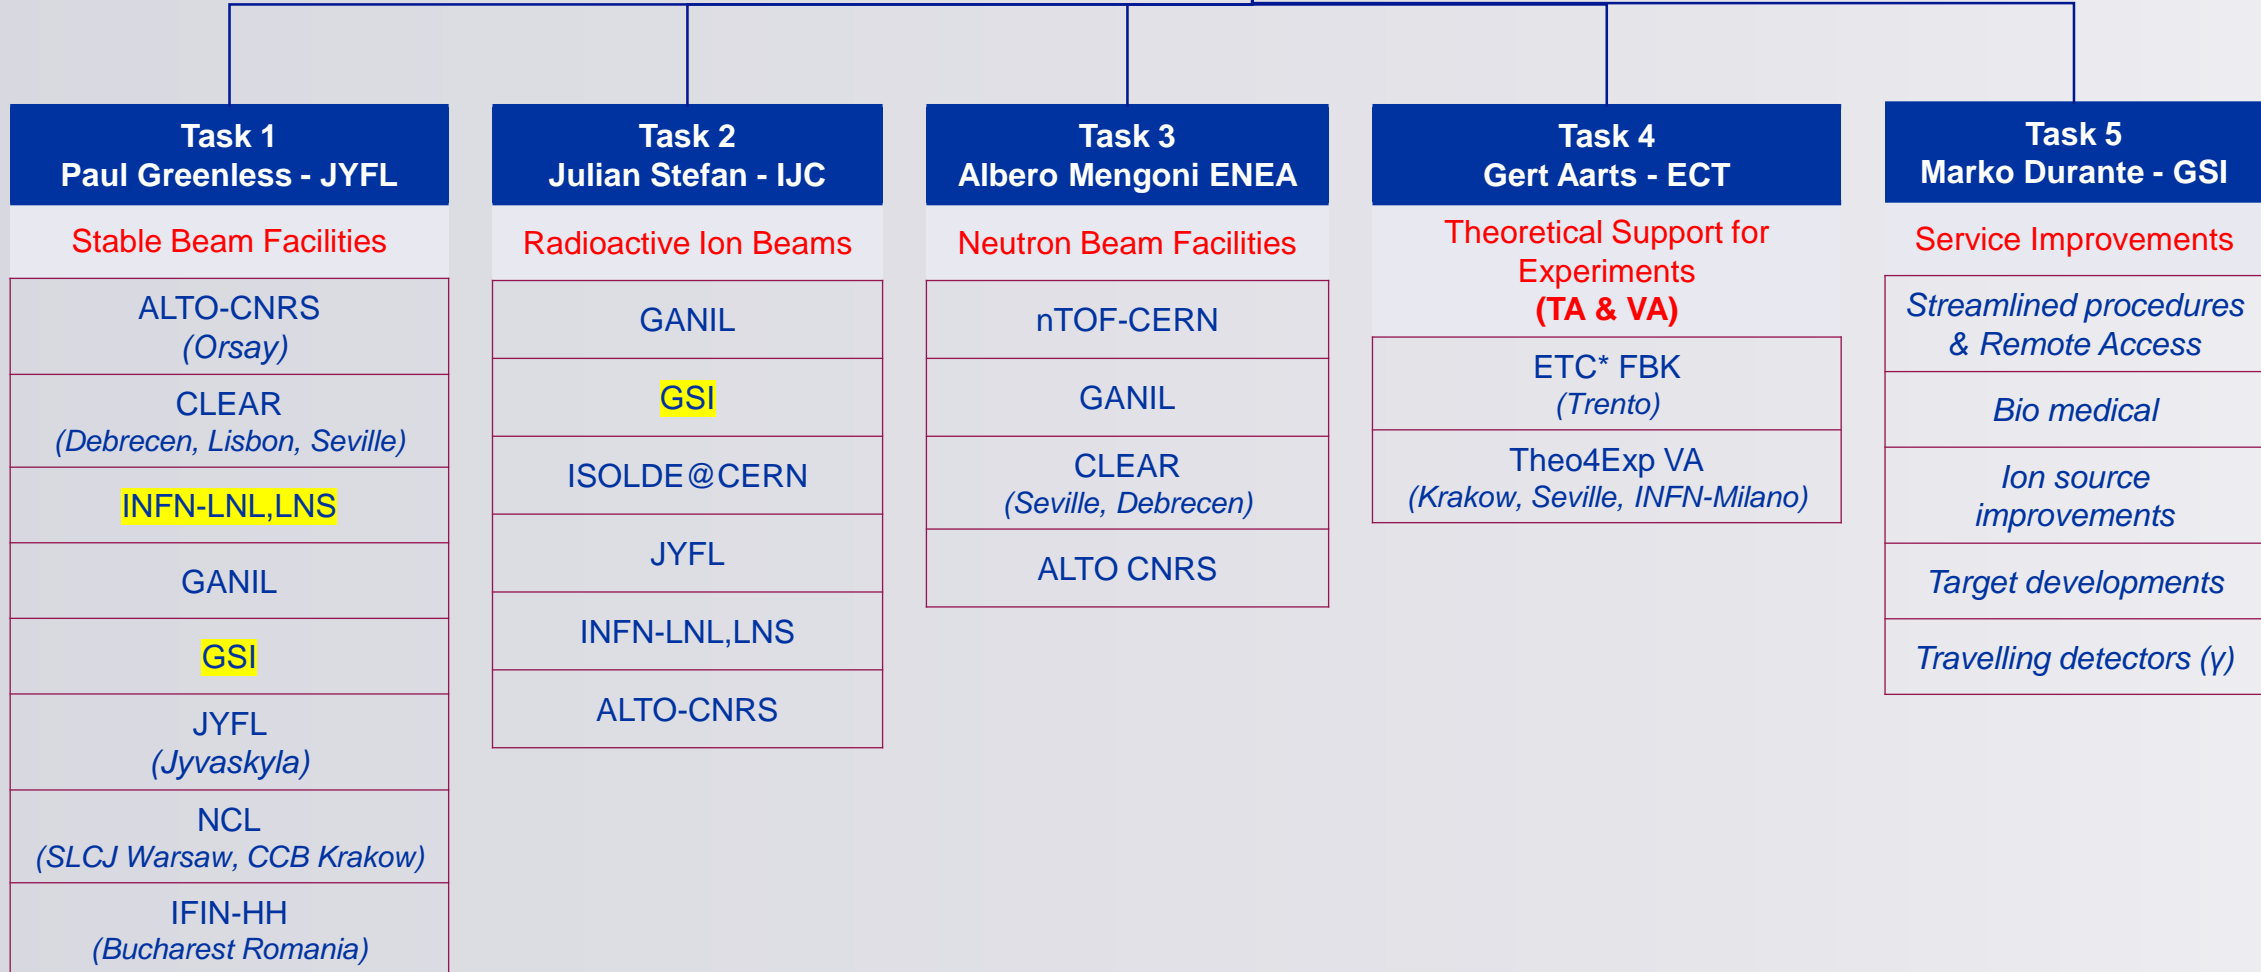 Task 1
Paul Greenless - JYFL
Stable Beam Facilities
ALTO-CNRS
(Orsay)
CLEAR
(Debrecen, Lisbon, Seville)
INFN-LNL,LNS
GANIL
GSI
JYFL
(Jyvaskyla)
NCL
(SLCJ Warsaw, CCB Krakow)
IFIN-HH
(Bucharest Romania)
Task 2
Julian Stefan - IJC
Radioactive Ion Beams
GANIL
GSI
ISOLDE@CERN
JYFL
INFN-LNL,LNS
ALTO-CNRS
Task 3
Albero Mengoni ENEA
Neutron Beam Facilities
nTOF-CERN
GANIL
CLEAR
(Seville, Debrecen)
ALTO CNRS
Task 4
Gert Aarts - ECT
Theoretical Support for
Experiments
(TA & VA)
ETC* FBK
(Trento)
Theo4Exp VA
(Krakow, Seville, INFN-Milano)
Task 5
Marko Durante - GSI
Service Improvements
Streamlined procedures
& Remote Access
Bio medical
Ion source
improvements
Target developments
Travelling detectors (γ)